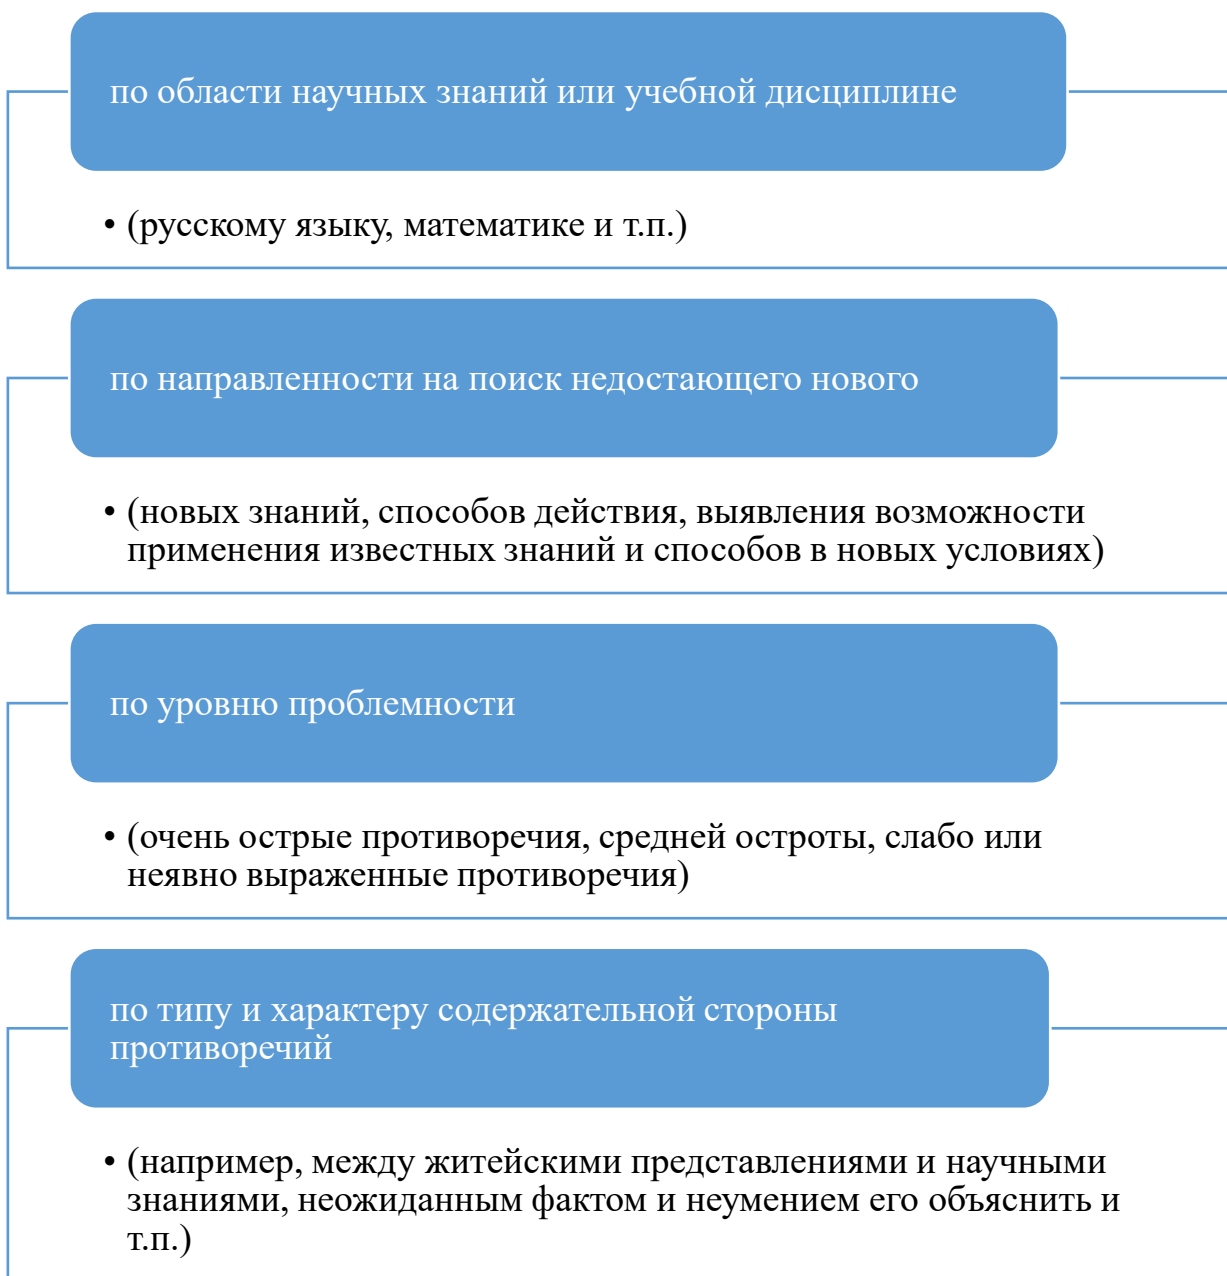 по области научных знаний или учебной дисциплине
• (русскому языку, математике и т.п.)
по направленности на поиск недостающего нового
• (новых знаний, способов действия, выявления возможности
применения известных знаний и способов в новых условиях)
по уровню проблемности
• (очень острые противоречия, средней остроты, слабо или
неявно выраженные противоречия)
по типу и характеру содержательной стороны
противоречий
• (например, между житейскими представлениями и научными
знаниями, неожиданным фактом и неумением его объяснить и
т.п.)